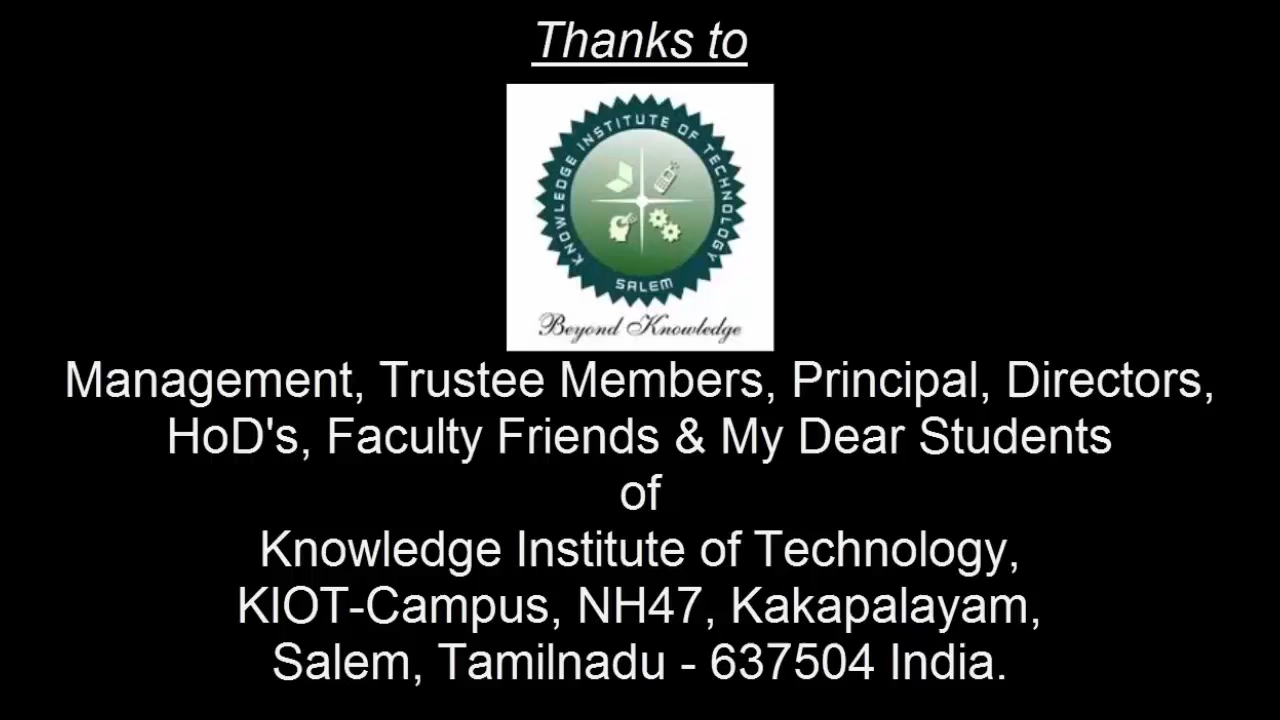 Thanks to
KNOWLEDGE INSTITUTE OF TECHNOLOGY
SALEM
Beyond Knowledge
Management, Trustee Members, Principal, Directors,
HoD's, Faculty Friends & My Dear Students
of
Knowledge Institute of Technology,
KIOT-Campus, NH47, Kakapalayam,
Salem, Tamilnadu - 637504 India.